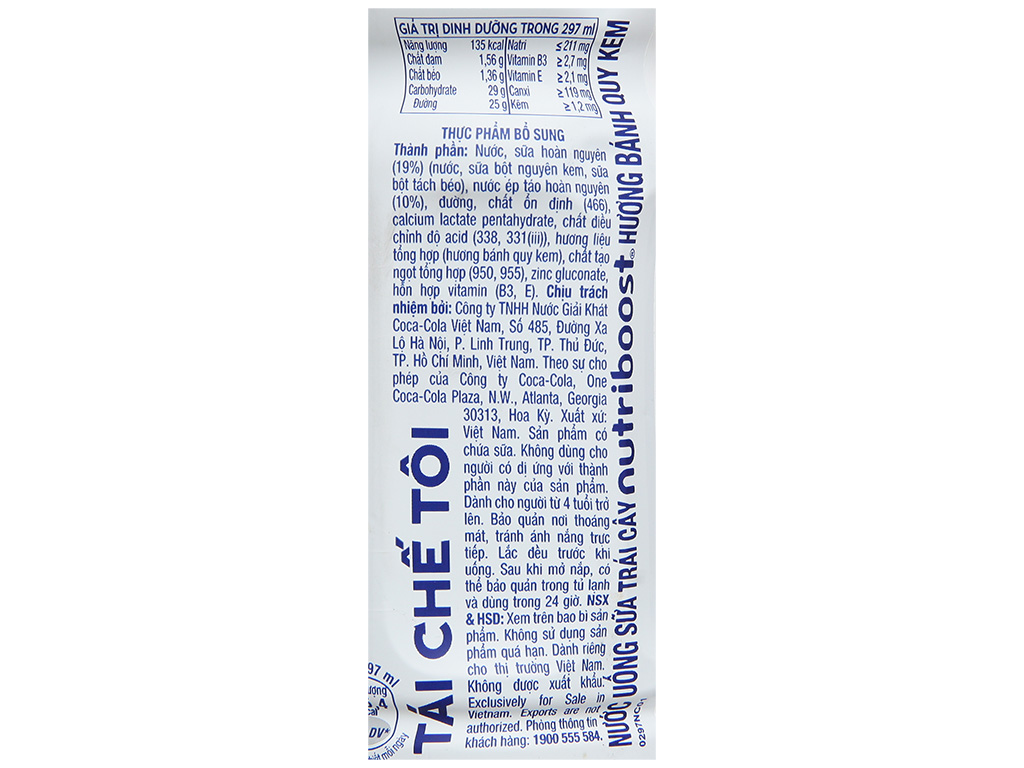 GIÁ TRỊ DINH DƯỠNG TRONG 297 ml
Năng lượng 135 kcal Natri ≤ 211 mg
Chất đạm 1,56 g Vitamin B3 ≥ 2,7 mg
Chất béo 1,36 g Vitamin E ≥ 2,1 mg
Carbohydrate 29 g Canxi ≥ 119 mg
Đường 25 g Kẽm ≥ 1,2 mg
THỰC PHẨM BỔ SUNG
Thành phần: Nước, sữa hoàn nguyên
(19%) (nước, sữa bột nguyên kem, sữa
bột tách béo), nước ép táo hoàn nguyên
(10%), đường, chất ổn định (466),
calcium lactate pentahydrate, chất điều
chỉnh độ acid (338, 331(iii)), hương liệu
tổng hợp (hương bánh quy kem), chất tạo
ngọt tổng hợp (950, 955), zinc gluconate,
hỗn hợp vitamin (B3, E). Chịu trách
nhiệm bởi: Công ty TNHH Nước Giải Khát
Coca-Cola Việt Nam, Số 485, Đường Xa
Lộ Hà Nội, P. Linh Trung, TP. Thủ Đức,
TP. Hồ Chí Minh, Việt Nam. Theo sự cho
phép của Công ty Coca-Cola, One
Coca-Cola Plaza, N.W., Atlanta, Georgia
30313, Hoa Kỳ. Xuất xứ:
Việt Nam. Sản phẩm có
chứa sữa. Không dùng cho
người có dị ứng với thành
phần này của sản phẩm.
Dành cho người từ 4 tuổi trở
lên. Bảo quản nơi thoáng
mát, tránh ánh nắng trực
tiếp. Lắc đều trước khi
uống. Sau khi mở nắp, có
thể bảo quản trong tủ lạnh
và dùng trong 24 giờ. NSX
& HSD: Xem trên bao bì sản
phẩm. Không sử dụng sản
phẩm quá hạn. Dành riêng
cho thị trường Việt Nam.
Không được xuất khẩu.
Exclusively for Sale in
Vietnam. Exports are not
authorized. Phòng thông tin
khách hàng: 1900 555 584.
TÁI CHẾ TÔI
NƯỚC UỐNG SỮA TRÁI CÂY nutriboost® HƯƠNG BÁNH QUY KEM
97 ml
DV*
mỗi ngày